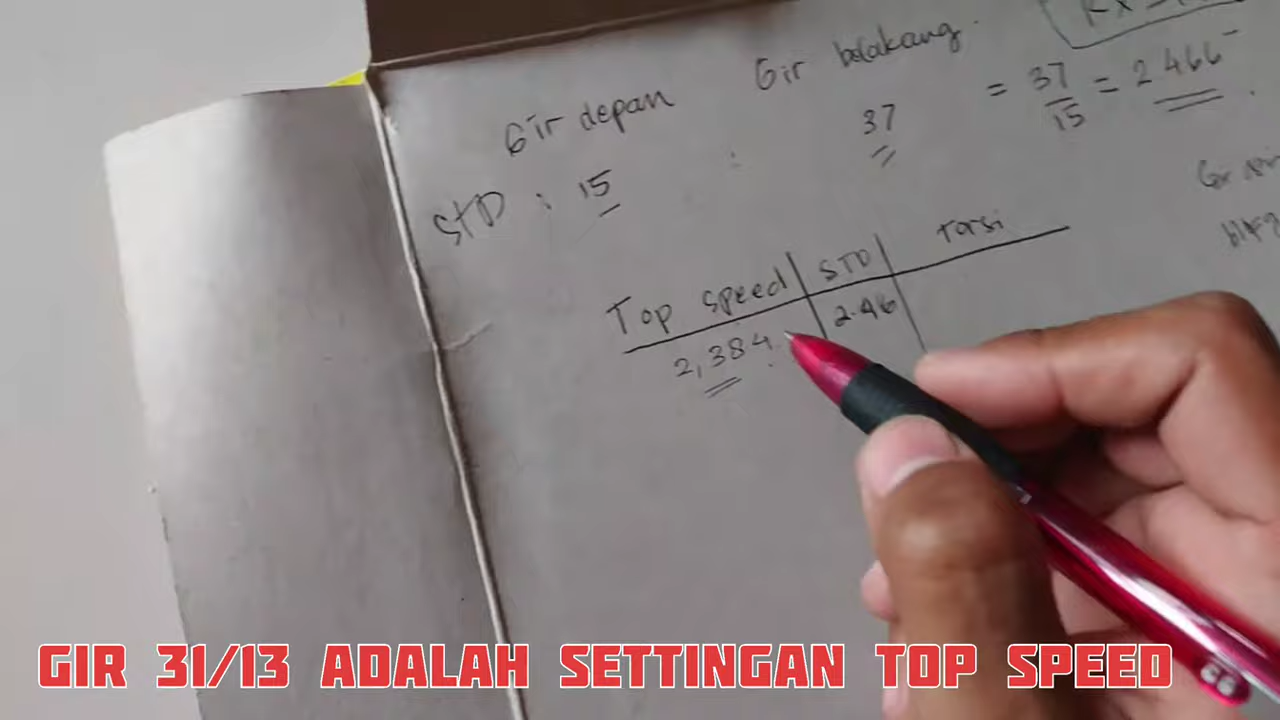 Gir depan Gir belakang.
STD : 15 : 37 = 37/15 = 2 466
Top speed STD Torsi
2,384 2.46
GIR 31/13 ADALAH SETTINGAN TOP SPEED